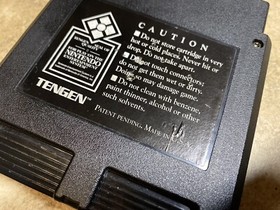 CAUTION
■ Do not store cartridge in very
hot or cold places. Never hit or
drop. Do not take apart.
■ Do not touch connectors;
do not get them wet or dirty.
Doing so may damage game.
■ Do not clean with benzene,
paint thinner, alcohol or other
such solvents.
PATENT PENDING. MADE IN
NINTENDO
TENGEN™